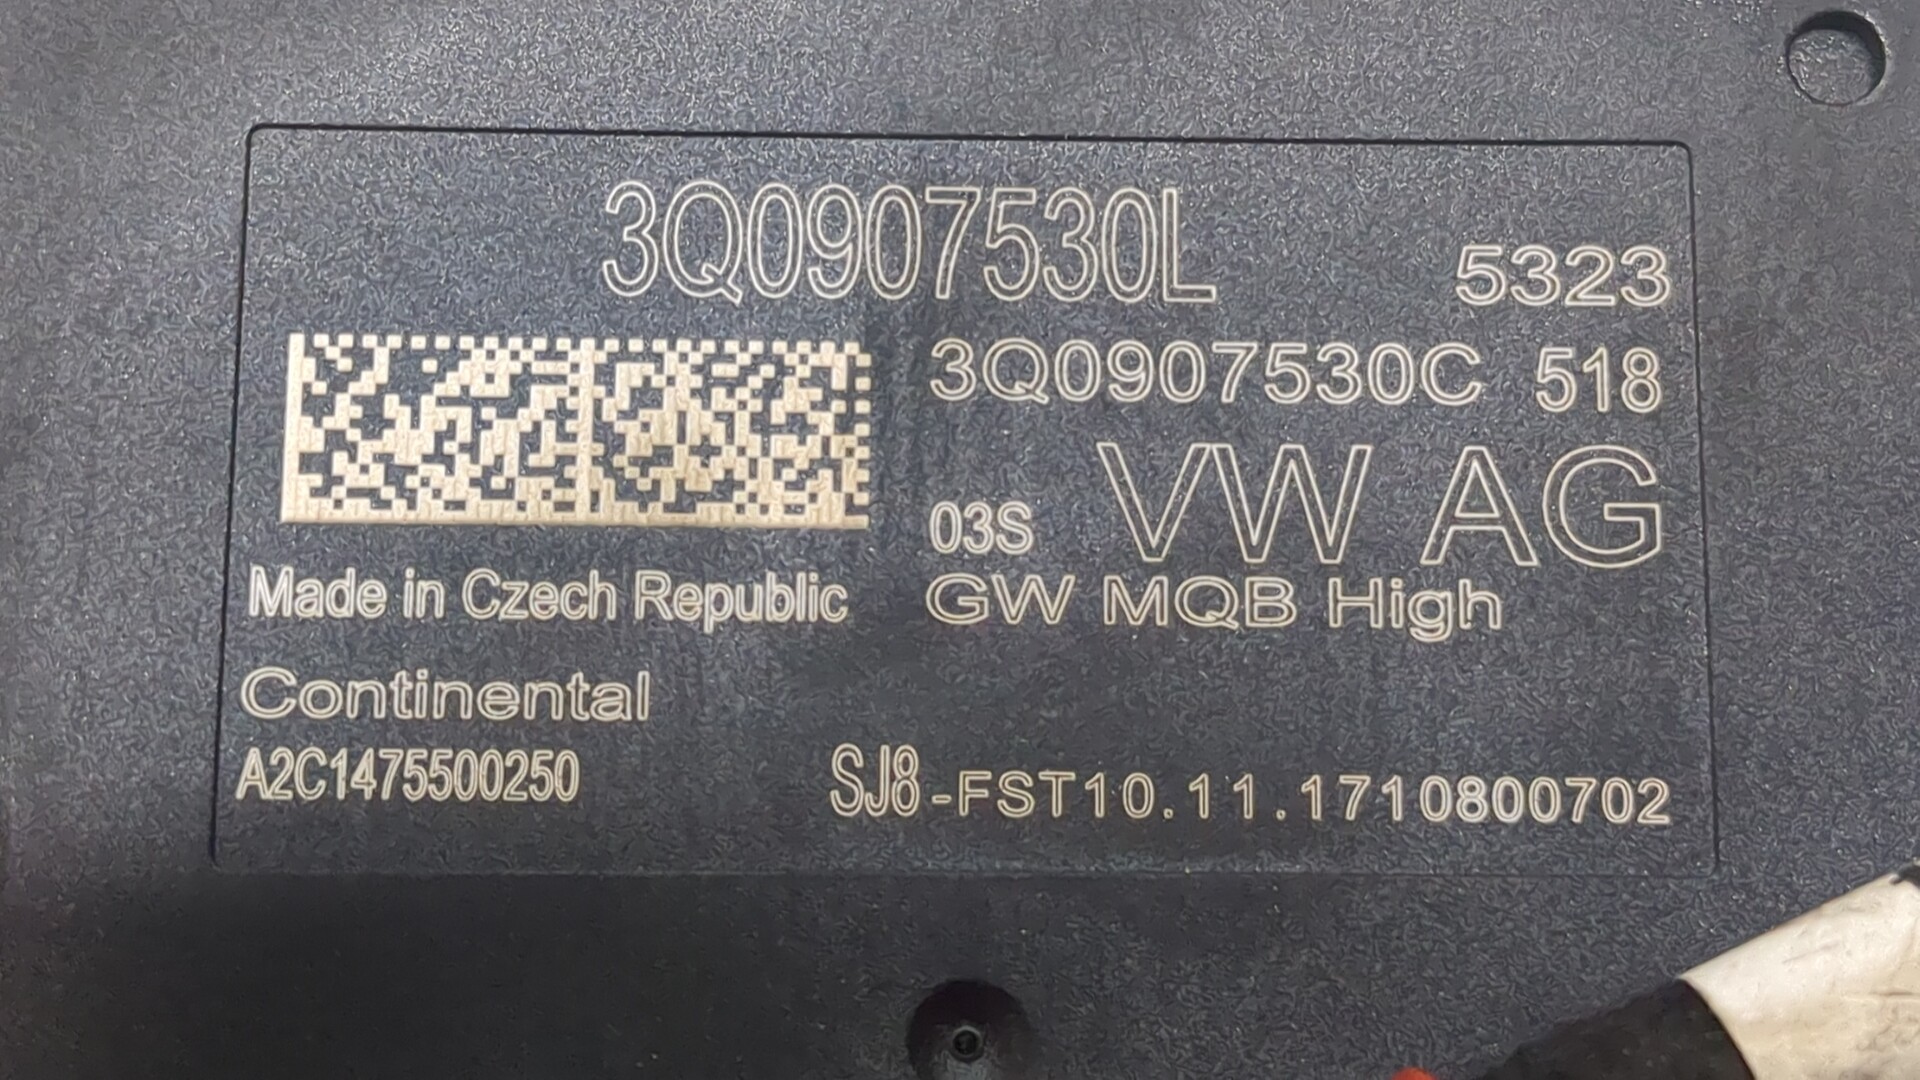 3Q0907530L 5323
3Q0907530C 518
03S VW AG
Made in Czech Republic GW MQB High
Continental
A2C1475500250 SJ8-FST10.11.1710800702